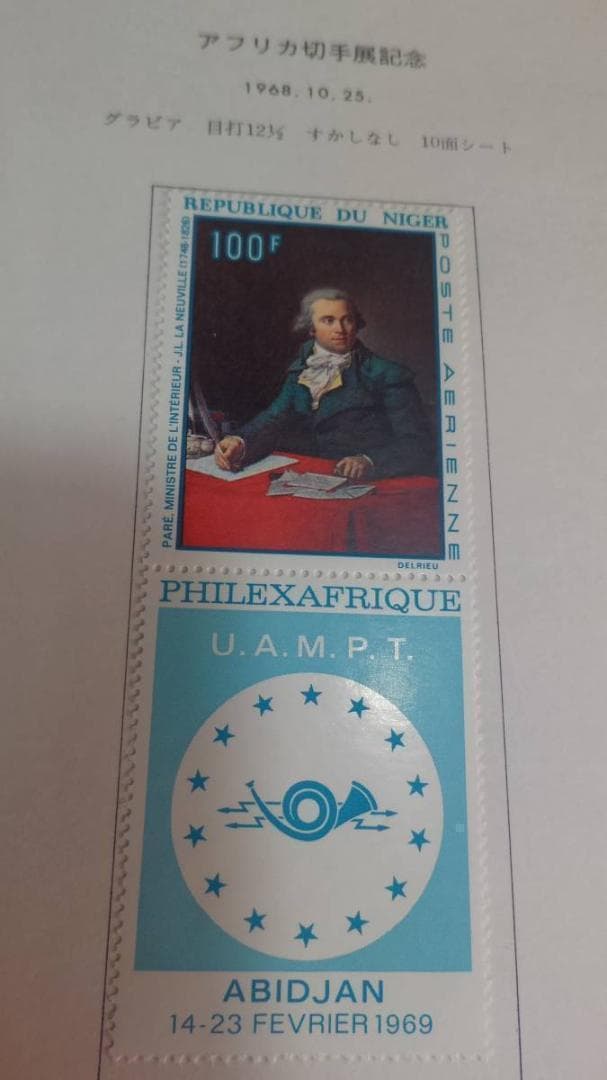 アフリカ切手展記念
1968.10.25.
グラビア 目打12½ すかしなし 10面シート
REPUBLIQUE DU NIGER
100F
POSTE AERIENNE
PARÉ, MINISTRE DE L'INTÉRIEUR - J.L. LA NEUVILLE (1748-1826)
DELRIEU
PHILEXAFRIQUE
U.A.M.P.T.
ABIDJAN
14-23 FEVRIER 1969